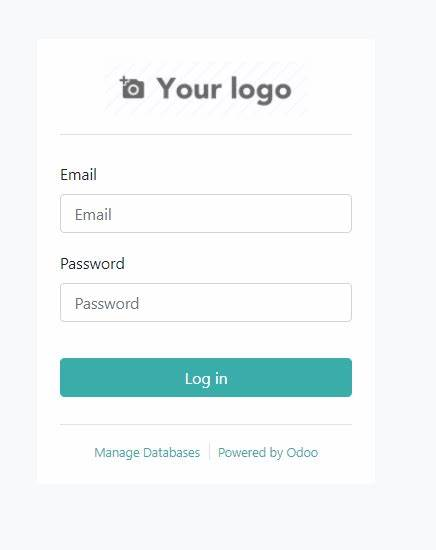 Your logo
Email
Email
Password
Password
Log in
Manage Databases Powered by Odoo